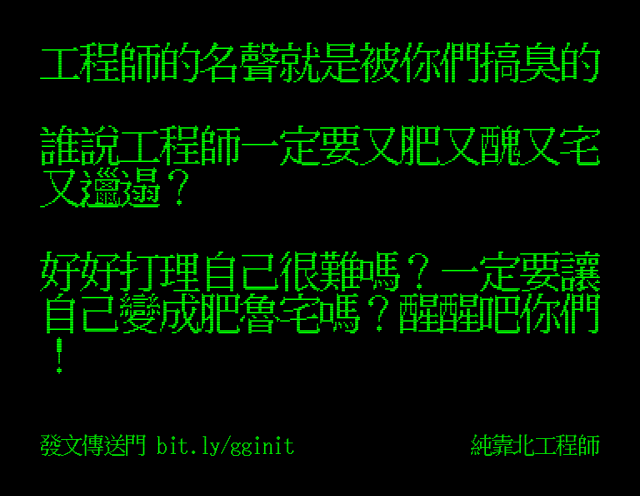 工程師的名聲就是被你們搞臭的
誰說工程師一定要又肥又醜又宅
又邋遢？
好好打理自己很難嗎？一定要讓
自己變成肥魯宅嗎？醒醒吧你們
！
發文傳送門 bit.ly/gginit
純靠北工程師